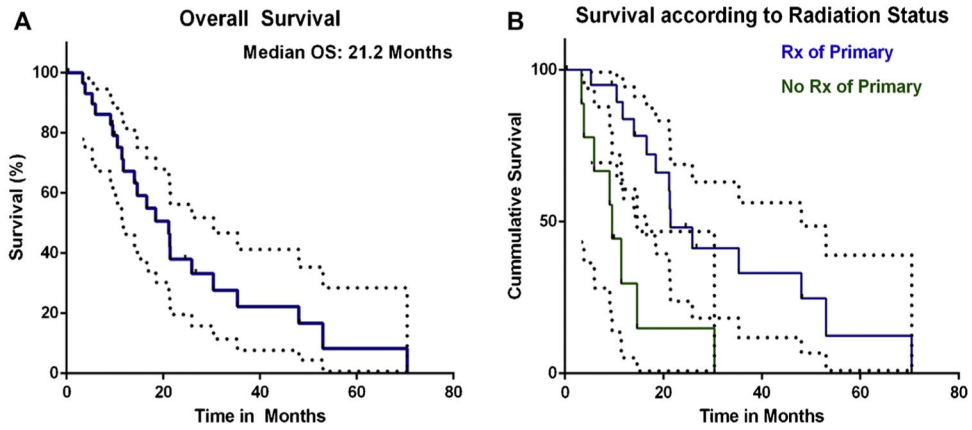 A
Overall Survival
Median OS: 21.2 Months
Survival (%)
100
80
60
40
20
0
0 20 40 60 80
Time in Months
B
Survival according to Radiation Status
Rx of Primary
No Rx of Primary
Cummulative Survival
100
50
0
0 20 40 60 80
Time in Months